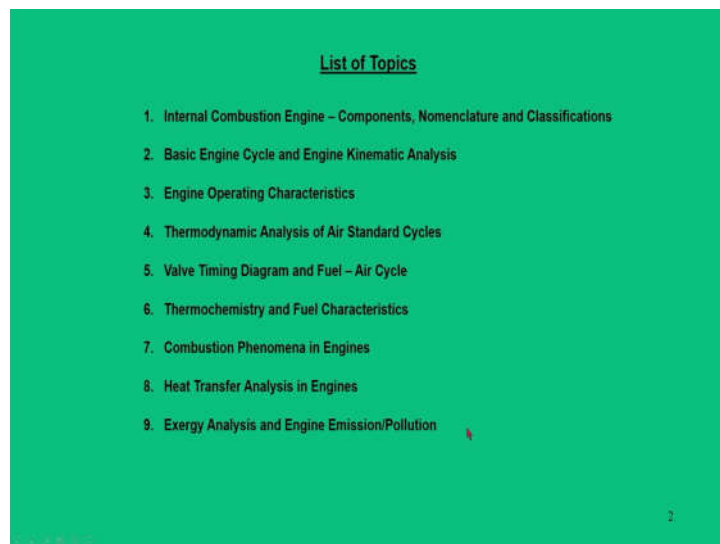 List of Topics
1. Internal Combustion Engine – Components, Nomenclature and Classifications
2. Basic Engine Cycle and Engine Kinematic Analysis
3. Engine Operating Characteristics
4. Thermodynamic Analysis of Air Standard Cycles
5. Valve Timing Diagram and Fuel – Air Cycle
6. Thermochemistry and Fuel Characteristics
7. Combustion Phenomena in Engines
8. Heat Transfer Analysis in Engines
9. Exergy Analysis and Engine Emission/Pollution
2